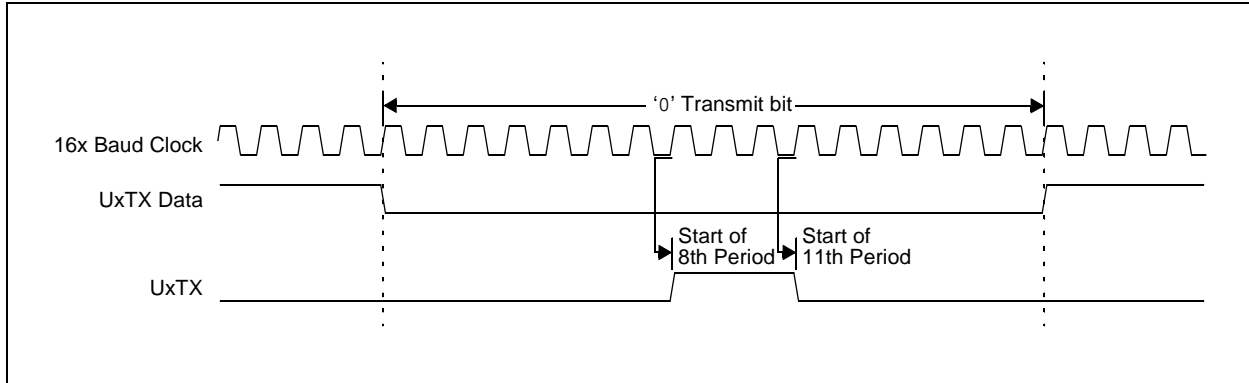 ‘0’ Transmit bit
16x Baud Clock
UxTX Data
Start of
8th Period
Start of
11th Period
UxTX